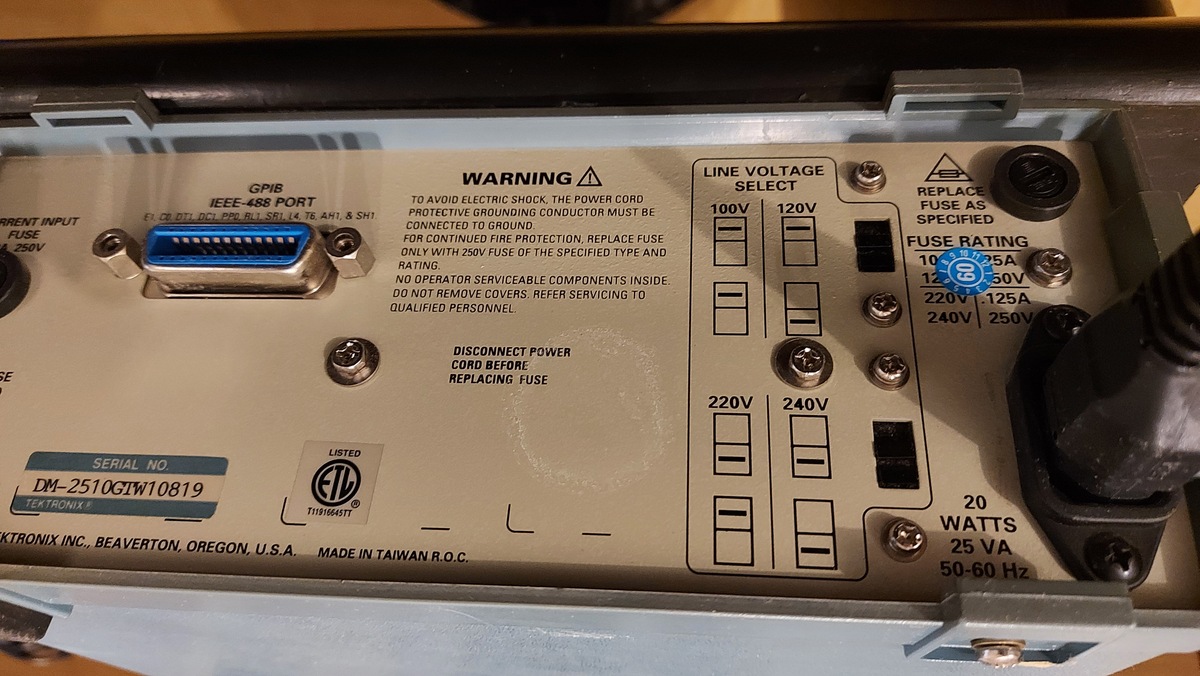 GPIB
IEEE-488 PORT
E1, C0, DT1, DC1, PP0, RL1, SR1, L4, T6, AH1, & SH1
RRENT INPUT
FUSE
A, 250V
WARNING
TO AVOID ELECTRIC SHOCK, THE POWER CORD
PROTECTIVE GROUNDING CONDUCTOR MUST BE
CONNECTED TO GROUND.
FOR CONTINUED FIRE PROTECTION, REPLACE FUSE
ONLY WITH 250V FUSE OF THE SPECIFIED TYPE AND
RATING.
NO OPERATOR SERVICEABLE COMPONENTS INSIDE.
DO NOT REMOVE COVERS. REFER SERVICING TO
QUALIFIED PERSONNEL.
DISCONNECT POWER
CORD BEFORE
REPLACING FUSE
LINE VOLTAGE
SELECT
100V 120V
220V 240V
REPLACE
FUSE AS
SPECIFIED
FUSE RATING
220V .125A
240V 250V
60
20
WATTS
25 VA
50-60 Hz
SERIAL NO.
DM-2510GTW10819
TEKTRONIX®
LISTED
ETL ®
T11916645TT
KTRONIX INC., BEAVERTON, OREGON, U.S.A. MADE IN TAIWAN R.O.C.